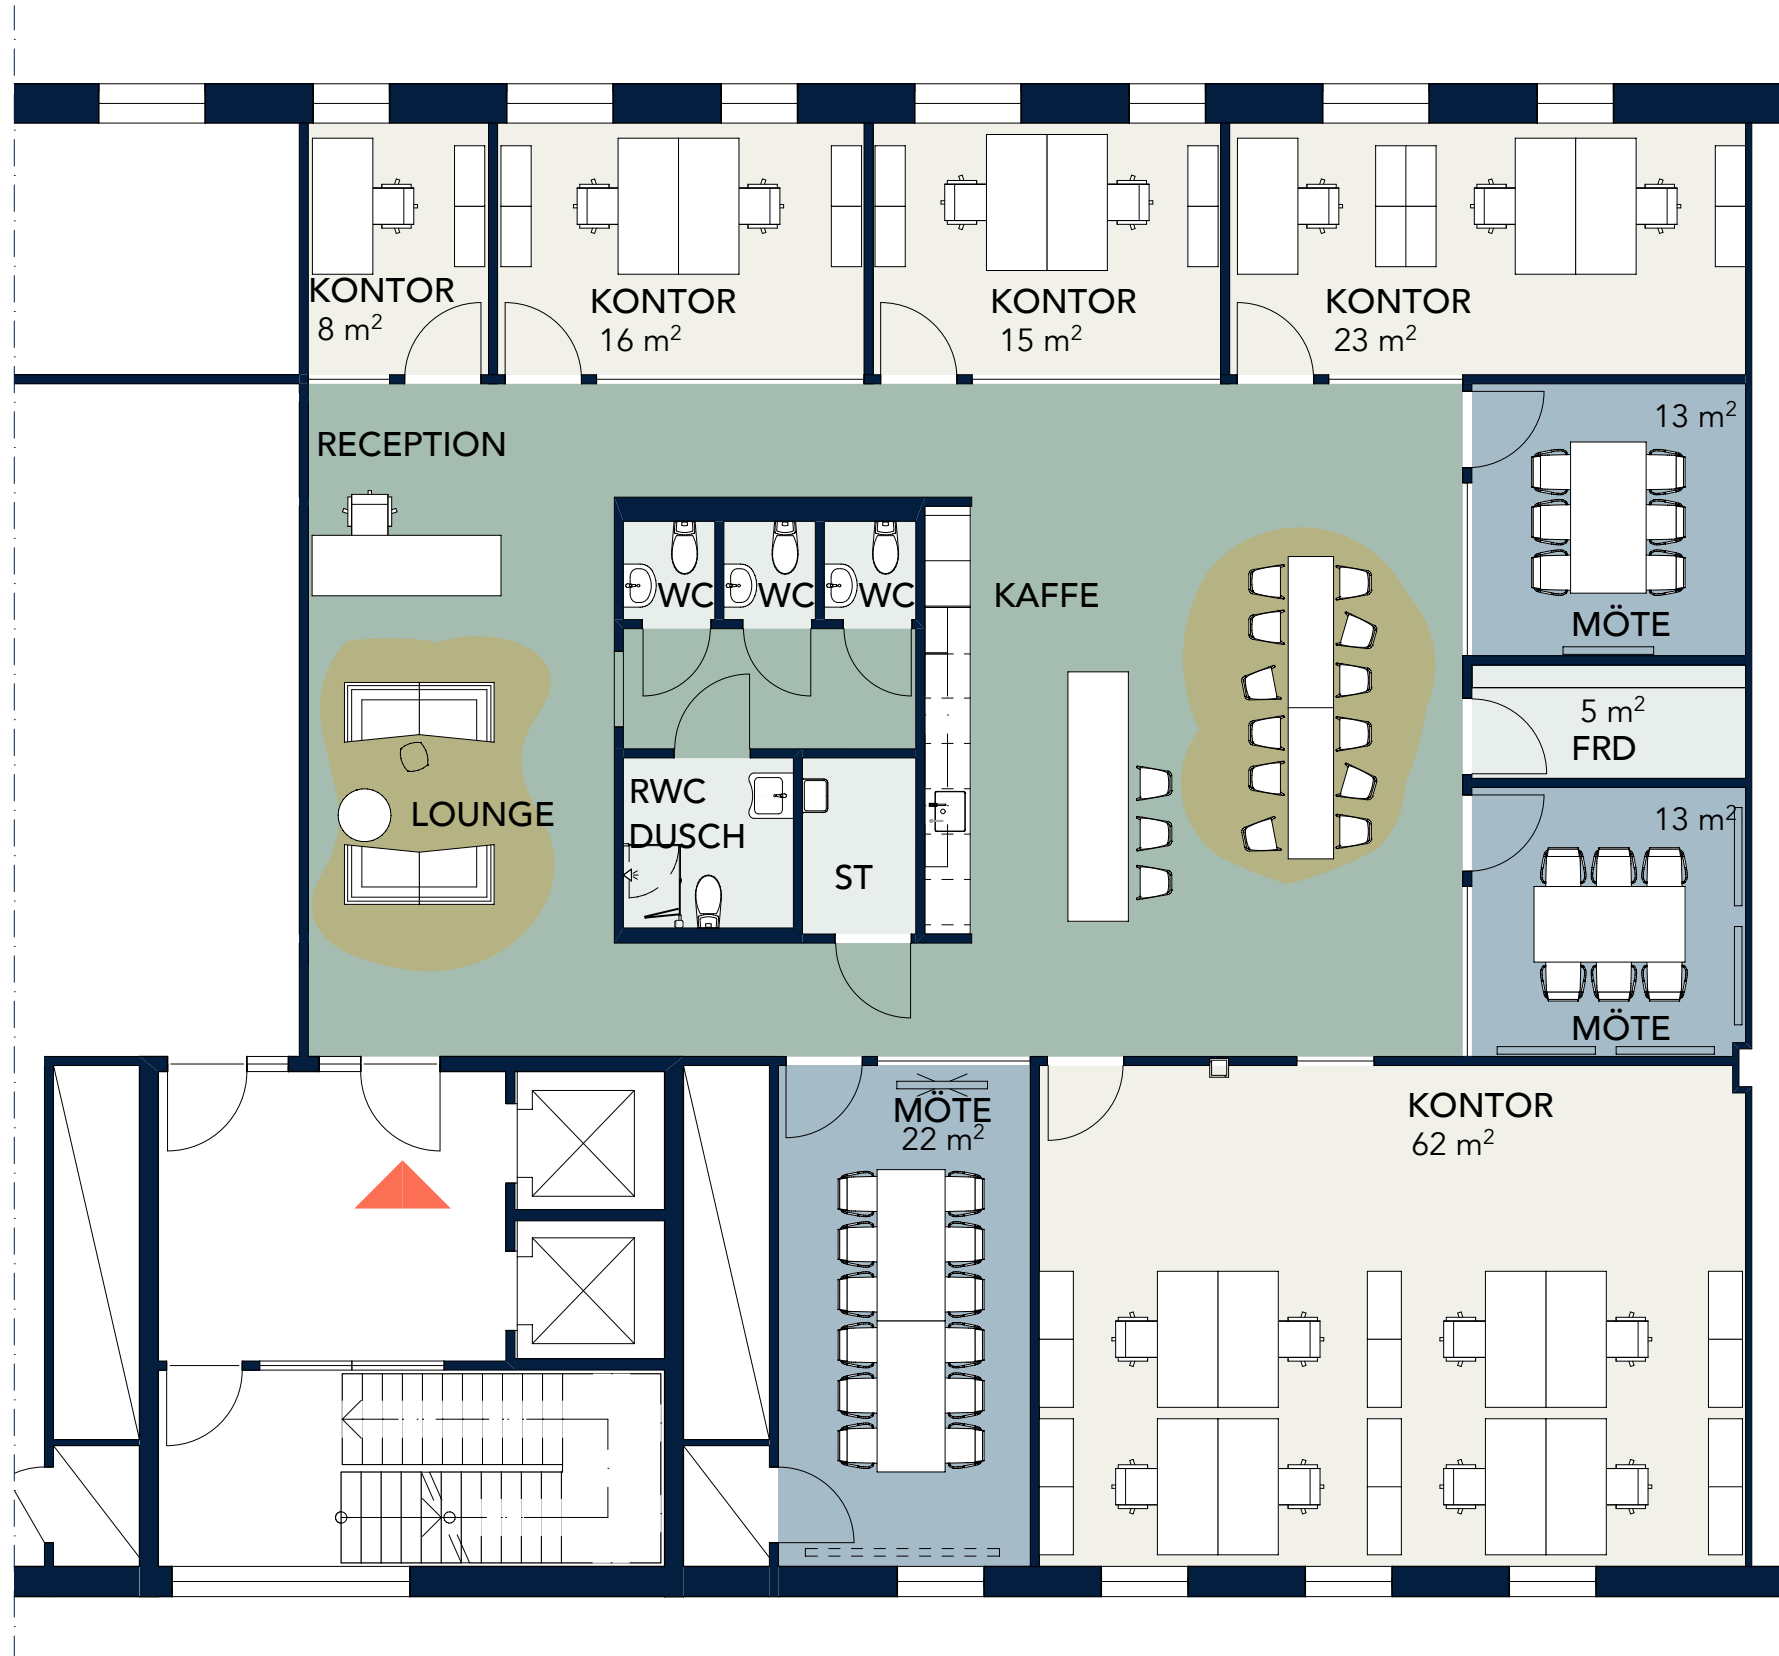 KONTOR
8 m²
KONTOR
16 m²
KONTOR
15 m²
KONTOR
23 m²
RECEPTION
13 m²
MÖTE
WC
WC
WC
KAFFE
5 m²
FRD
LOUNGE
RWC
DUSCH
ST
13 m²
MÖTE
MÖTE
22 m²
KONTOR
62 m²